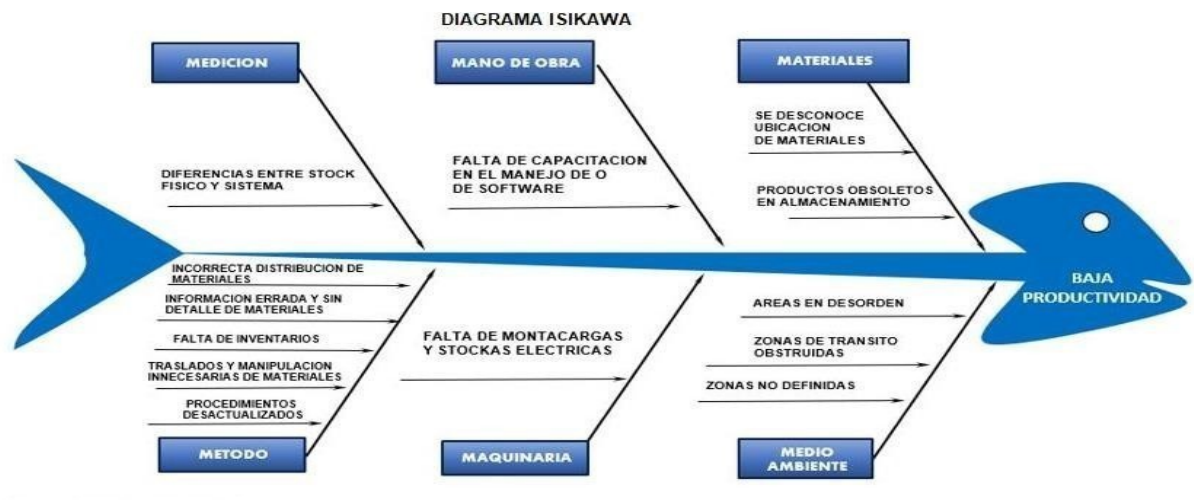 DIAGRAMA ISIKAWA
MEDICION
MANO DE OBRA
MATERIALES
DIFERENCIAS ENTRE STOCK
FISICO Y SISTEMA
FALTA DE CAPACITACION
EN EL MANEJO DE O
DE SOFTWARE
SE DESCONOCE
UBICACION
DE MATERIALES
PRODUCTOS OBSOLETOS
EN ALMACENAMIENTO
BAJA
PRODUCTIVIDAD
INCORRECTA DISTRIBUCION DE
MATERIALES
INFORMACION ERRADA Y SIN
DETALLE DE MATERIALES
FALTA DE INVENTARIOS
TRASLADOS Y MANIPULACION
INNECESARIAS DE MATERIALES
PROCEDIMIENTOS
DESACTUALIZADOS
FALTA DE MONTACARGAS
Y STOCKAS ELECTRICAS
AREAS EN DESORDEN
ZONAS DE TRANSITO
OBSTRUIDAS
ZONAS NO DEFINIDAS
METODO
MAQUINARIA
MEDIO
AMBIENTE